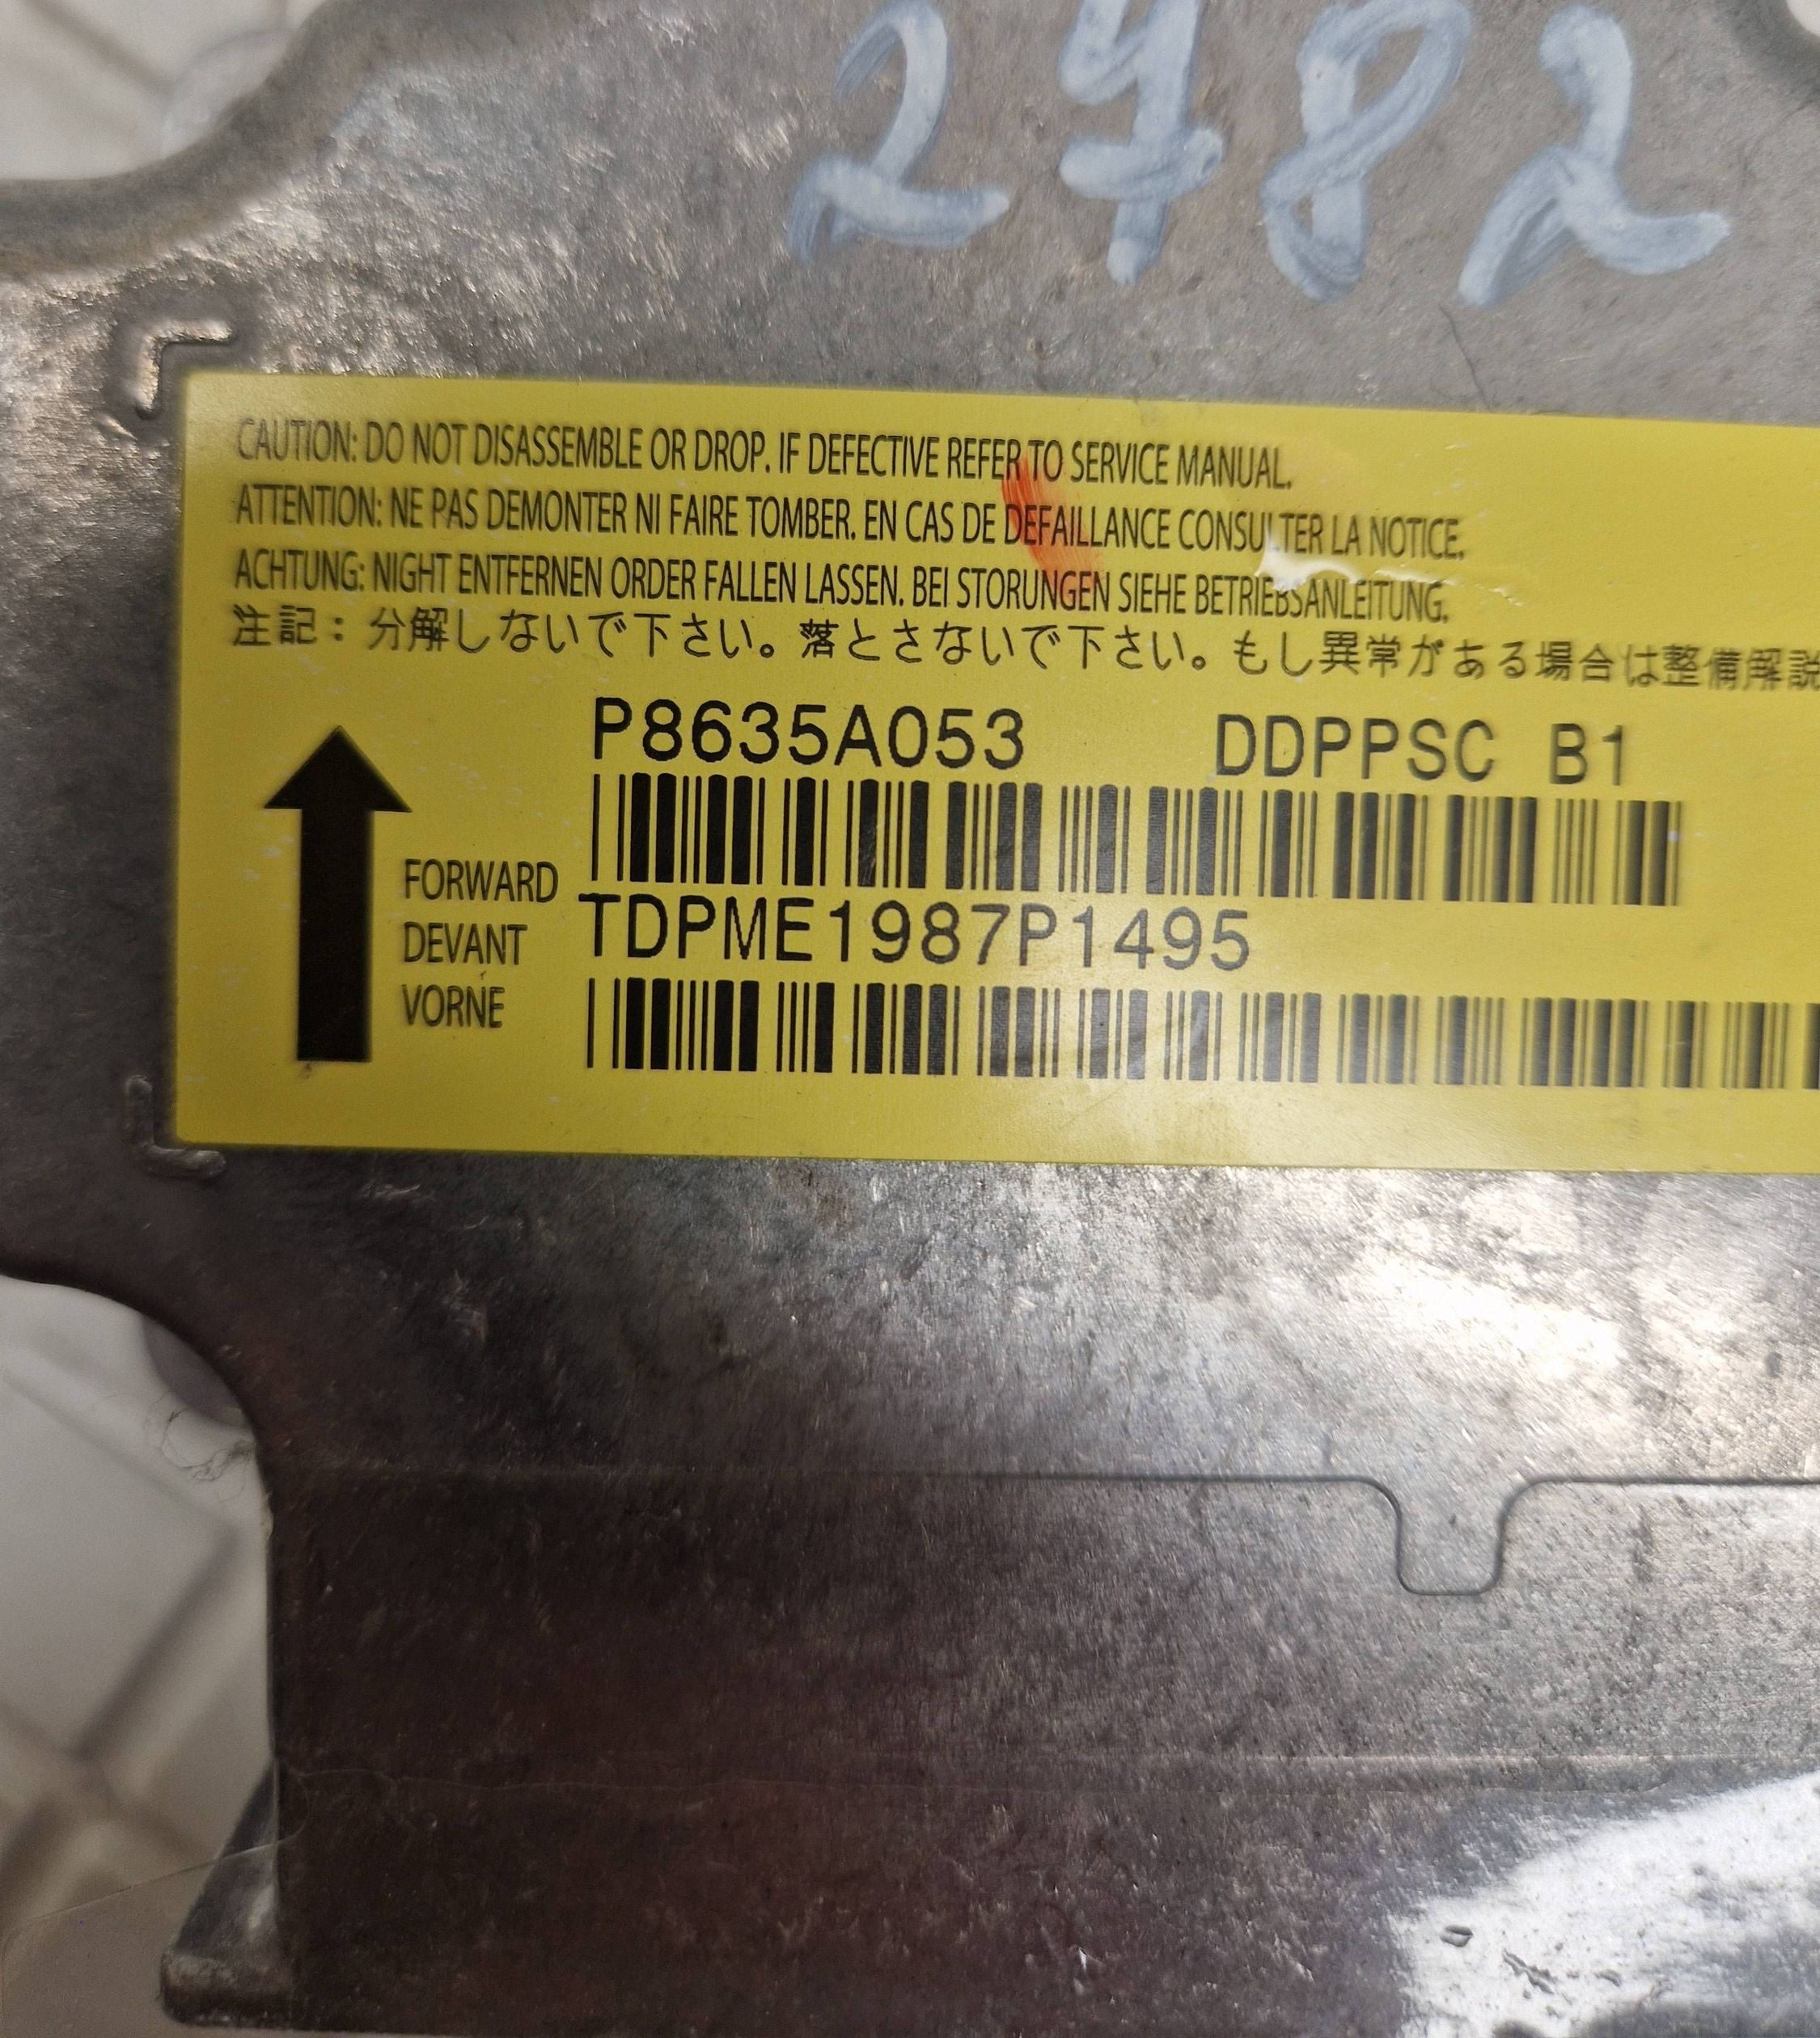 2782
CAUTION: DO NOT DISASSEMBLE OR DROP. IF DEFECTIVE REFER TO SERVICE MANUAL.
ATTENTION: NE PAS DEMONTER NI FAIRE TOMBER. EN CAS DE DEFAILLANCE CONSULTER LA NOTICE.
ACHTUNG: NIGHT ENTFERNEN ORDER FALLEN LASSEN. BEI STORUNGEN SIEHE BETRIEBSANLEITUNG.
注記：分解しないで下さい。落とさないで下さい。もし異常がある場合は整備解説
P8635A053 DDPPSC B1
FORWARD
TDPME1987P1495
DEVANT
VORNE